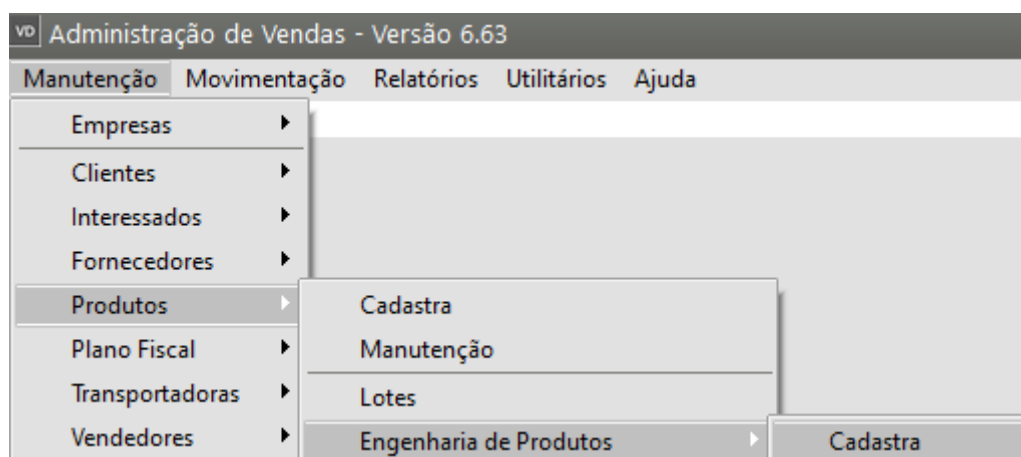 VD Administração de Vendas - Versão 6.63
Manutenção Movimentação Relatórios Utilitários Ajuda
Empresas
Clientes
Interessados
Fornecedores
Produtos
Cadastra
Plano Fiscal
Manutenção
Transportadoras
Lotes
Vendedores
Engenharia de Produtos
Cadastra